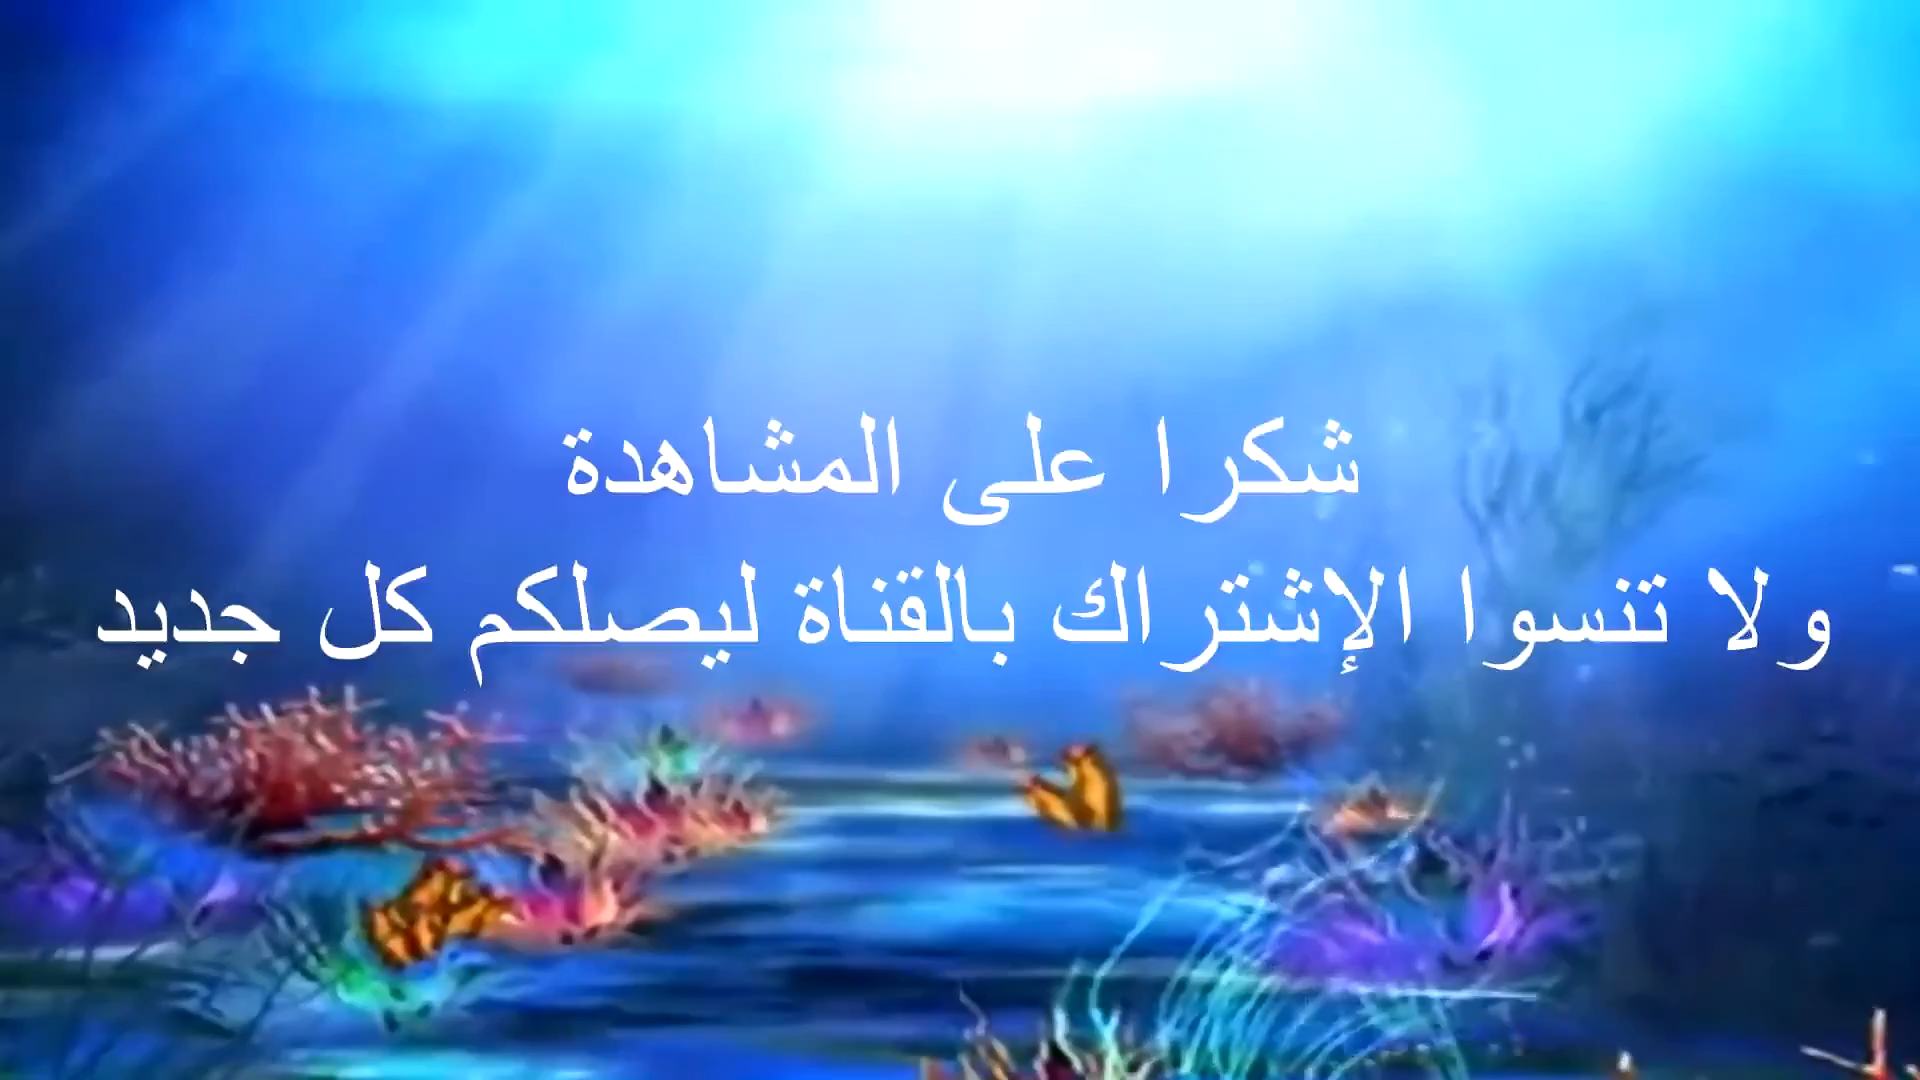 شكرا على المشاهدة
ولا تنسوا الإشتراك بالقناة ليصلكم كل جديد